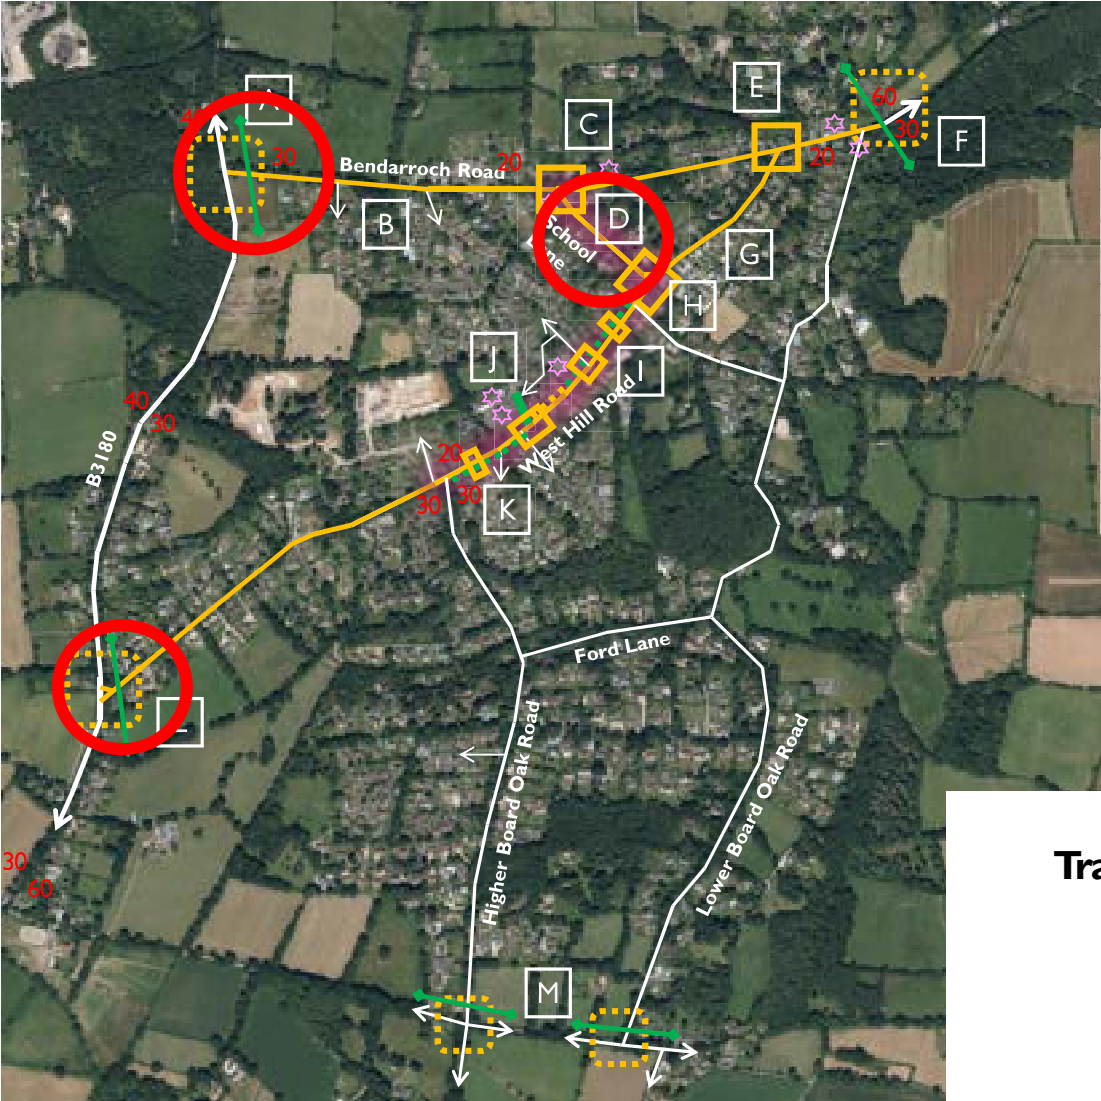 A
40
30
Bendarroch Road
B
20
C
D
School
Lane
E
60
30
20
F
G
H
I
J
West Hill Road
20
30
30
K
40
30
B3180
Ford Lane
L
Higher Board Oak Road
Lower Board Oak Road
30
60
M
Tra